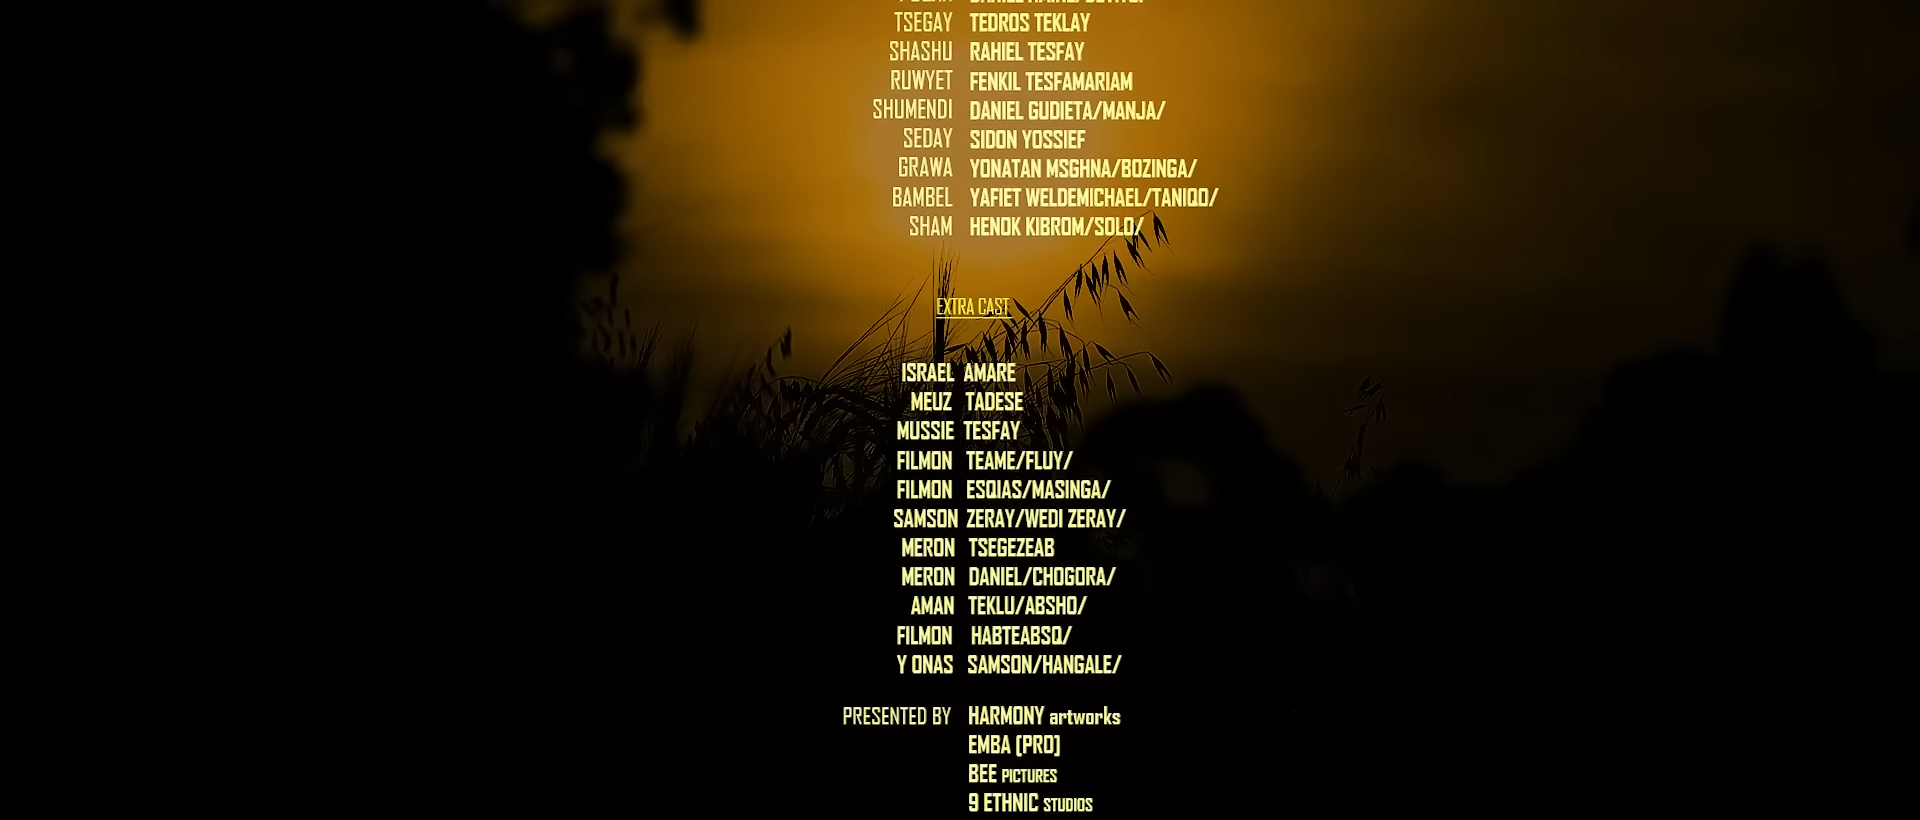 TSEGAY TEDROS TEKLAY
SHASHU RAHIEL TESFAY
RUWYET FENKIL TESFAMARIAM
SHUMENDI DANIEL GUDIETA/MANJA/
SEDAY SIDON YOSSIEF
GRAWA YONATAN MSGHNA/BOZINGA/
BAMBEL YAFIET WELDEMICHAEL/TANIQO/
SHAM HENOK KIBROM/SOLO/
EXTRA CAST
ISRAEL AMARE
MEUZ TADESE
MUSSIE TESFAY
FILMON TEAME/FLUY/
FILMON ESQIAS/MASINGA/
SAMSON ZERAY/WEDI ZERAY/
MERON TSEGEZEAB
MERON DANIEL/CHOGORA/
AMAN TEKLU/ABSHO/
FILMON HABTEABSQ/
Y ONAS SAMSON/HANGALE/
PRESENTED BY HARMONY artworks
EMBA [PRO]
BEE PICTURES
9 ETHNIC STUDIOS